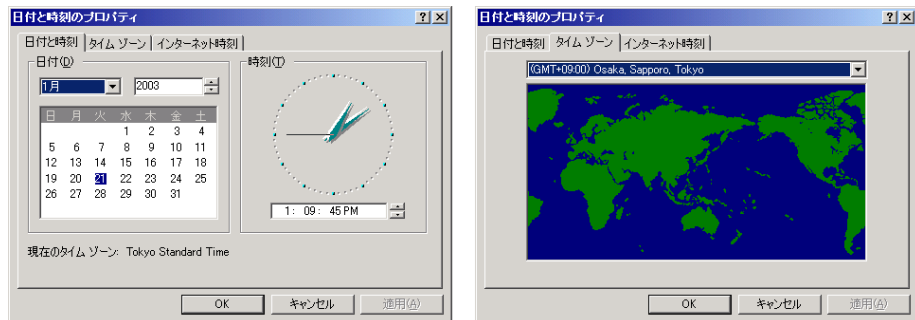 日付と時刻のプロパティ
日付と時刻 タイム ゾーン インターネット時刻
日付(D)
時刻(T)
1月 2003
日 月 火 水 木 金 土
1 2 3 4
5 6 7 8 9 10 11
12 13 14 15 16 17 18
19 20 21 22 23 24 25
26 27 28 29 30 31
1: 09: 45 PM
現在のタイム ゾーン: Tokyo Standard Time
OK キャンセル 適用(A)
日付と時刻のプロパティ
日付と時刻 タイム ゾーン インターネット時刻
(GMT+09:00) Osaka, Sapporo, Tokyo
OK キャンセル 適用(A)